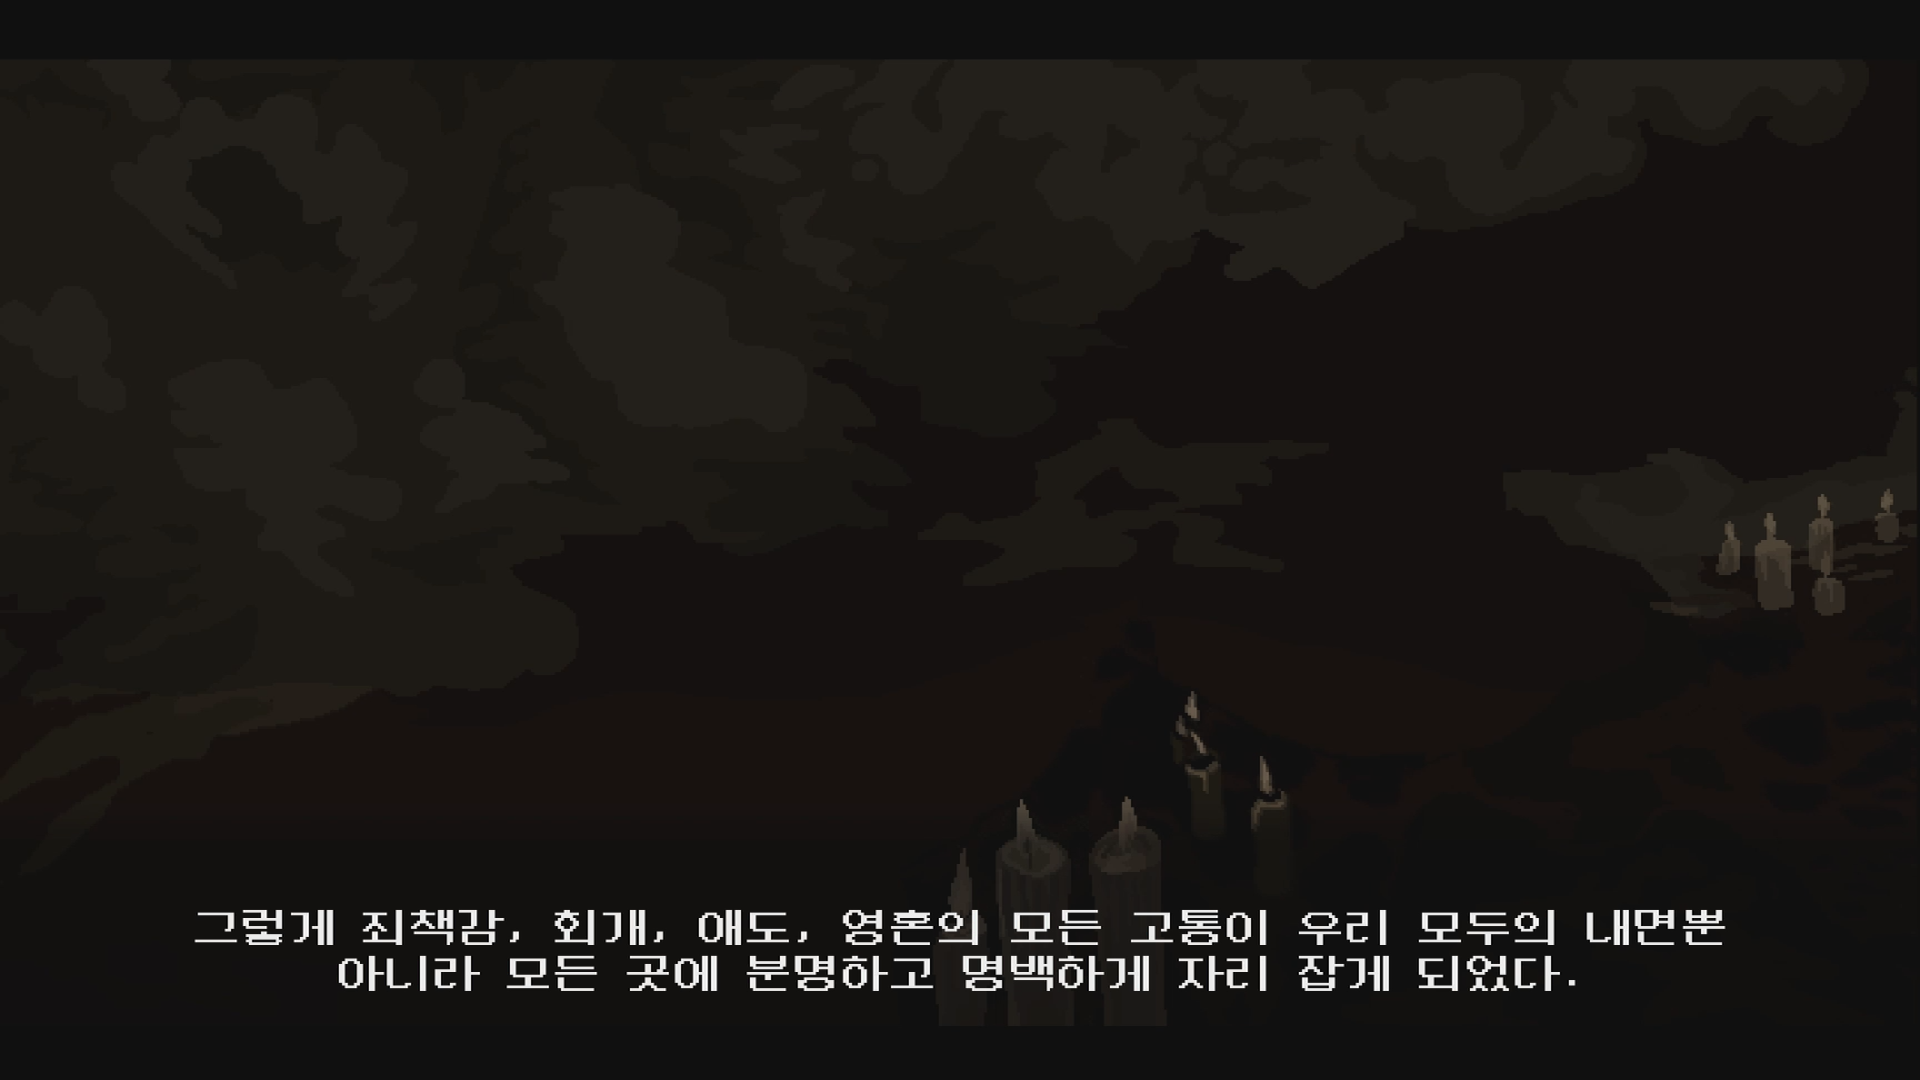 그렇게 죄책감, 회개, 애도, 영혼의 모든 고통이 우리 모두의 내면뿐
아니라 모든 곳에 분명하고 명백하게 자리 잡게 되었다.